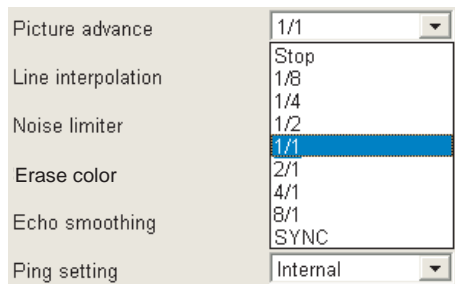 Picture advance 1/1
Stop
Line interpolation 1/8
1/4
Noise limiter 1/2
1/1
Erase color 2/1
4/1
Echo smoothing 8/1
SYNC
Ping setting Internal